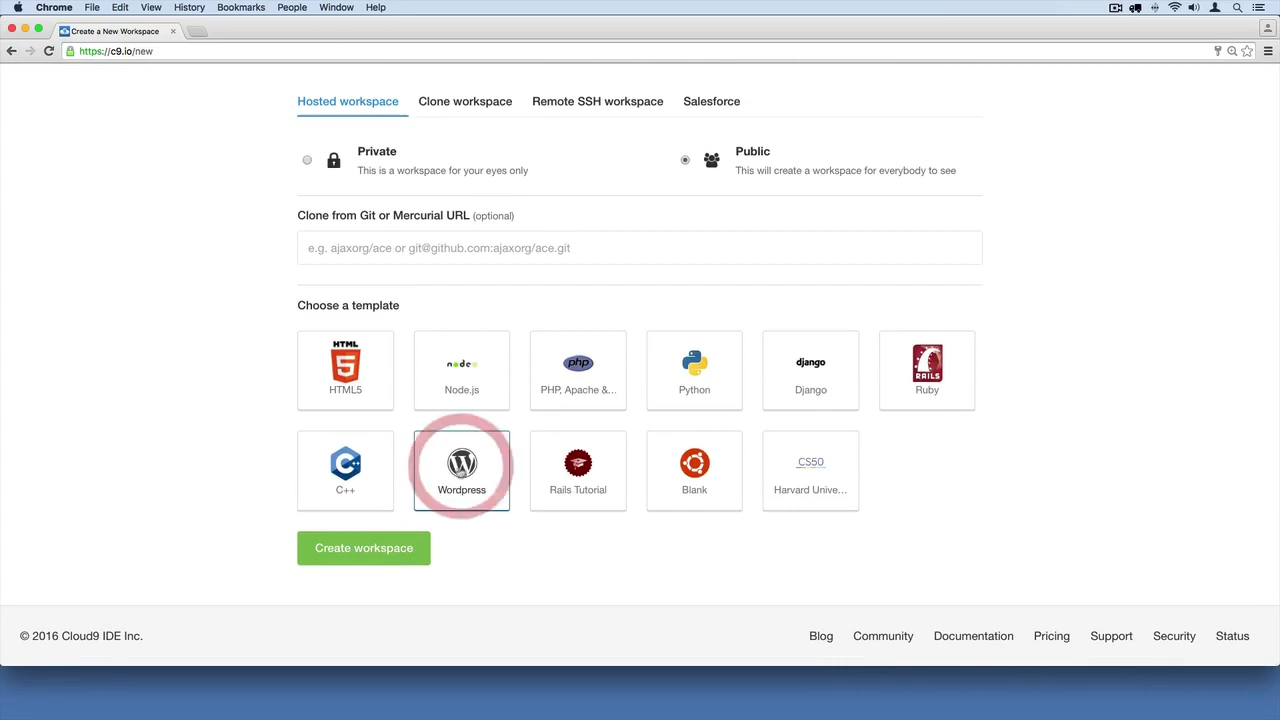 Chrome File Edit View History Bookmarks People Window Help
Create a New Workspace
https://c9.io/new
Hosted workspace Clone workspace Remote SSH workspace Salesforce
Private
This is a workspace for your eyes only
Public
This will create a workspace for everybody to see
Clone from Git or Mercurial URL (optional)
e.g. ajaxorg/ace or git@github.com:ajaxorg/ace.git
Choose a template
HTML 5 node php django RAILS
HTML5 Node.js PHP, Apache &... Python Django Ruby
C++ W CS50
C++ Wordpress Rails Tutorial Blank Harvard Unive...
Create workspace
© 2016 Cloud9 IDE Inc.
Blog Community Documentation Pricing Support Security Status